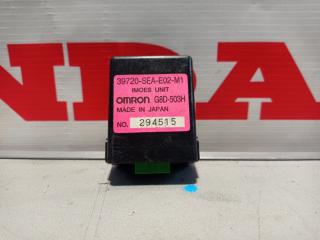 NDA
39720-SEA-E02-M1
IMOES UNIT
OMRON G8D-503H
MADE IN JAPAN
NO. 294515